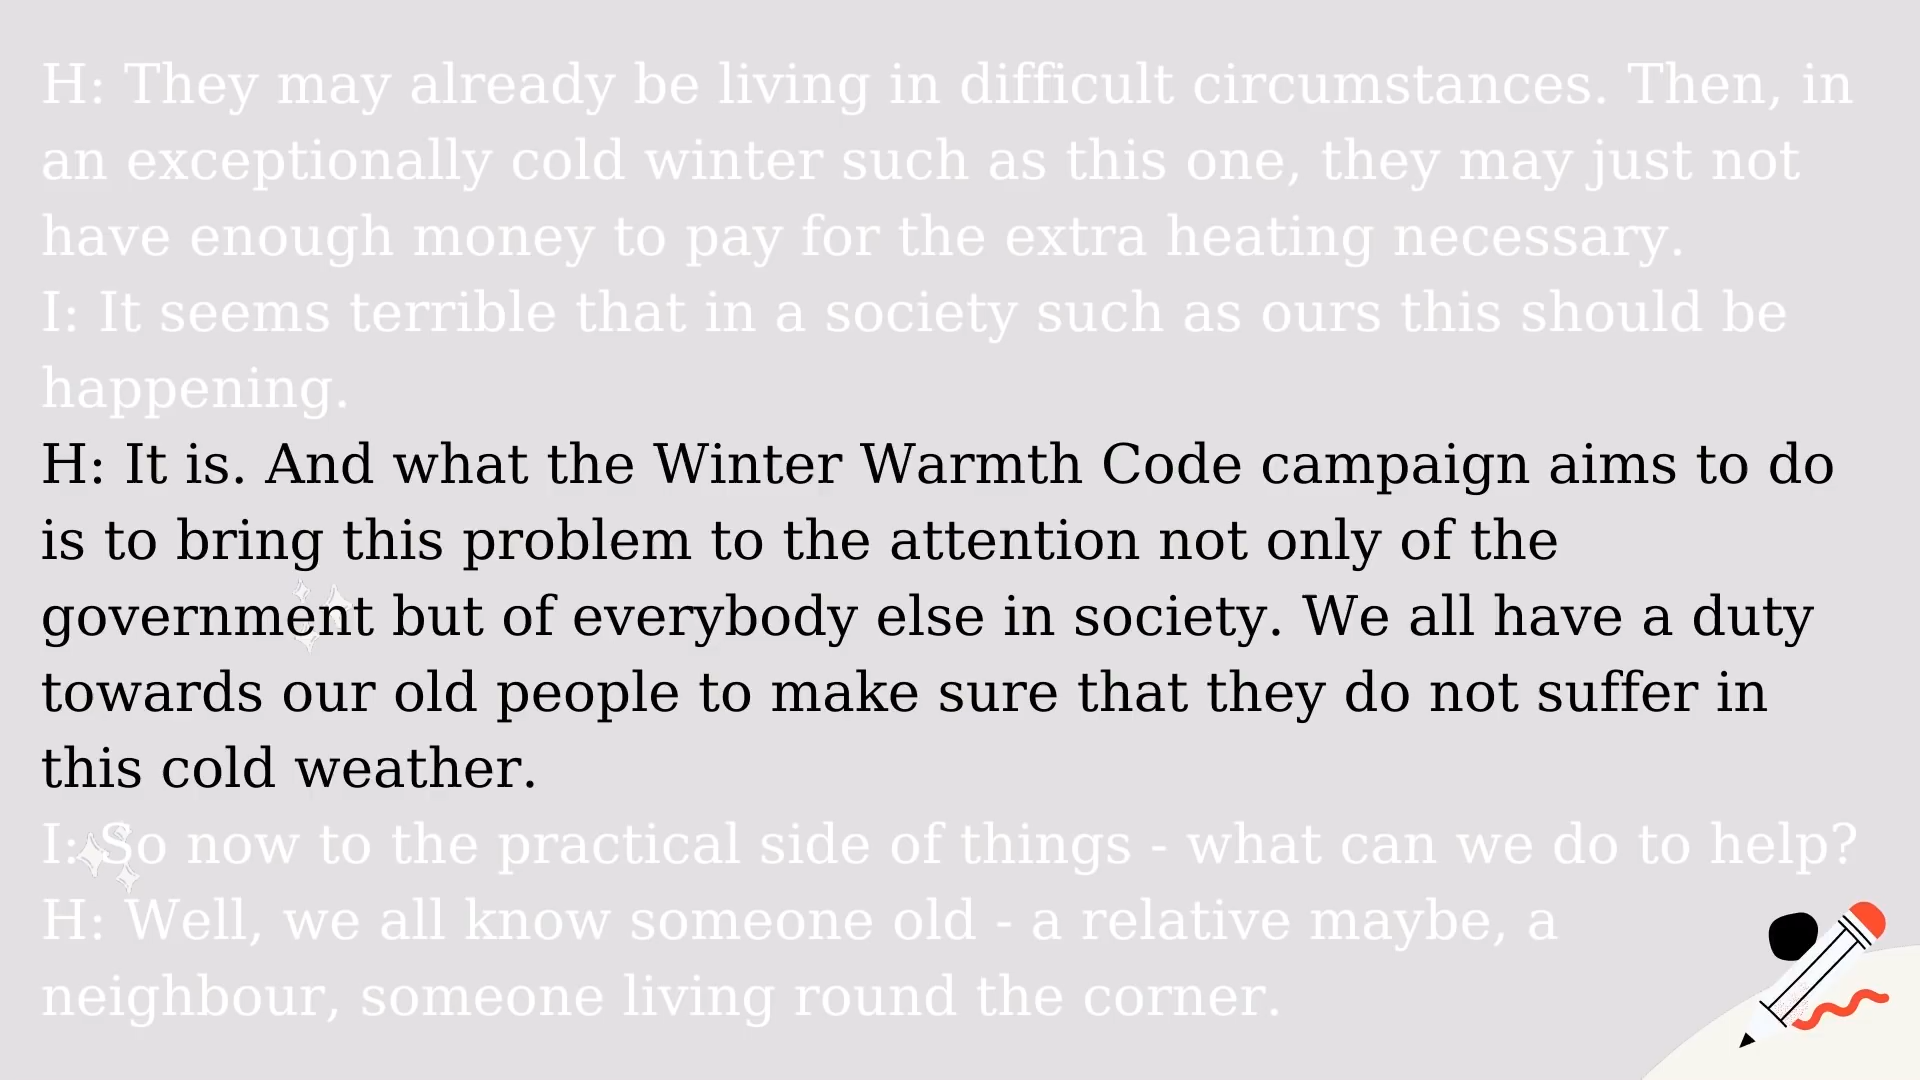 H: They may already be living in difficult circumstances. Then, in
an exceptionally cold winter such as this one, they may just not
have enough money to pay for the extra heating necessary.
I: It seems terrible that in a society such as ours this should be
happening.
H: It is. And what the Winter Warmth Code campaign aims to do
is to bring this problem to the attention not only of the
government but of everybody else in society. We all have a duty
towards our old people to make sure that they do not suffer in
this cold weather.
I: So now to the practical side of things - what can we do to help?
H: Well, we all know someone old - a relative maybe, a
neighbour, someone living round the corner.